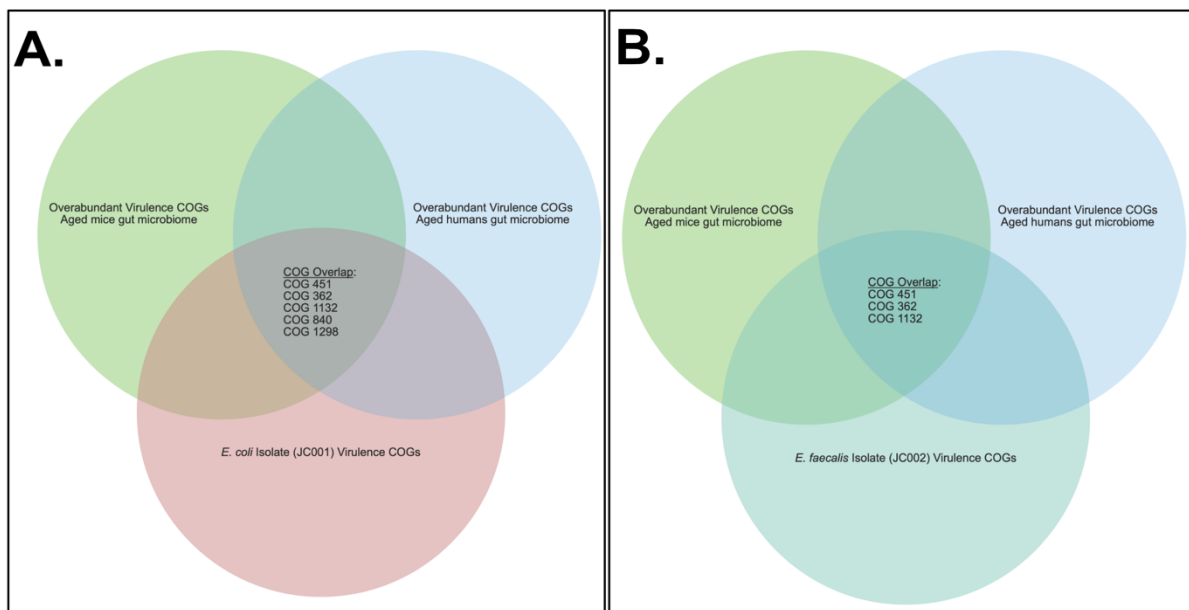 A.
Overabundant Virulence COGs
Aged mice gut microbiome
Overabundant Virulence COGs
Aged humans gut microbiome
COG Overlap:
COG 451
COG 362
COG 1132
COG 840
COG 1298
E. coli Isolate (JC001) Virulence COGs
B.
Overabundant Virulence COGs
Aged mice gut microbiome
Overabundant Virulence COGs
Aged humans gut microbiome
COG Overlap:
COG 451
COG 362
COG 1132
E. faecalis Isolate (JC002) Virulence COGs